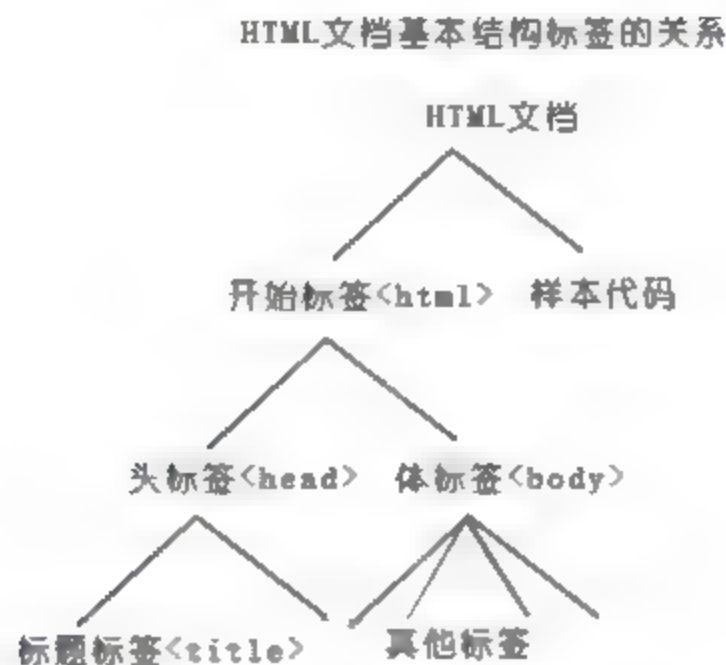 HTML文档基本结构标签的关系
HTML文档
开始标签<html> 样本代码
头标签<head> 体标签<body>
标题标签<title> 其他标签